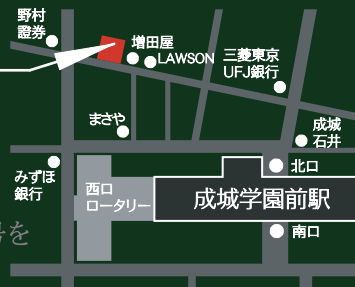 野村
證券
増田屋
LAWSON
三菱東京
UFJ銀行
まさや
成城
石井
みずほ
銀行
西口
ロータリー
北口
成城学園前駅
南口
を